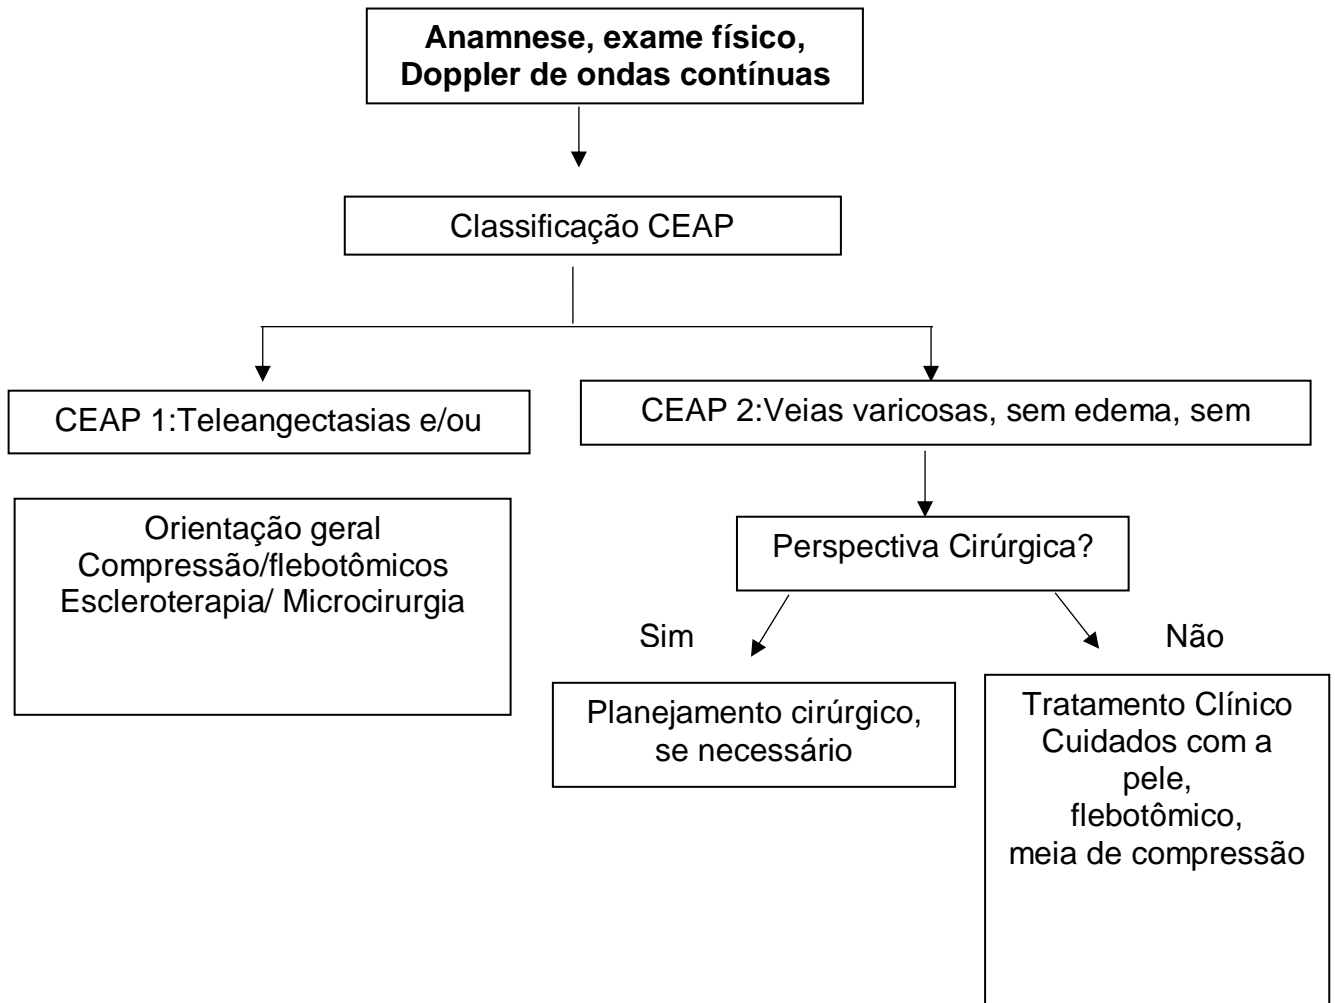 Anamnese, exame físico,
Doppler de ondas contínuas
Classificação CEAP
CEAP 1:Teleangectasias e/ou
CEAP 2:Veias varicosas, sem edema, sem
Orientação geral
Compressão/flebotômicos
Escleroterapia/ Microcirurgia
Perspectiva Cirúrgica?
Sim
Não
Planejamento cirúrgico,
se necessário
Tratamento Clínico
Cuidados com a
pele,
flebotômico,
meia de compressão